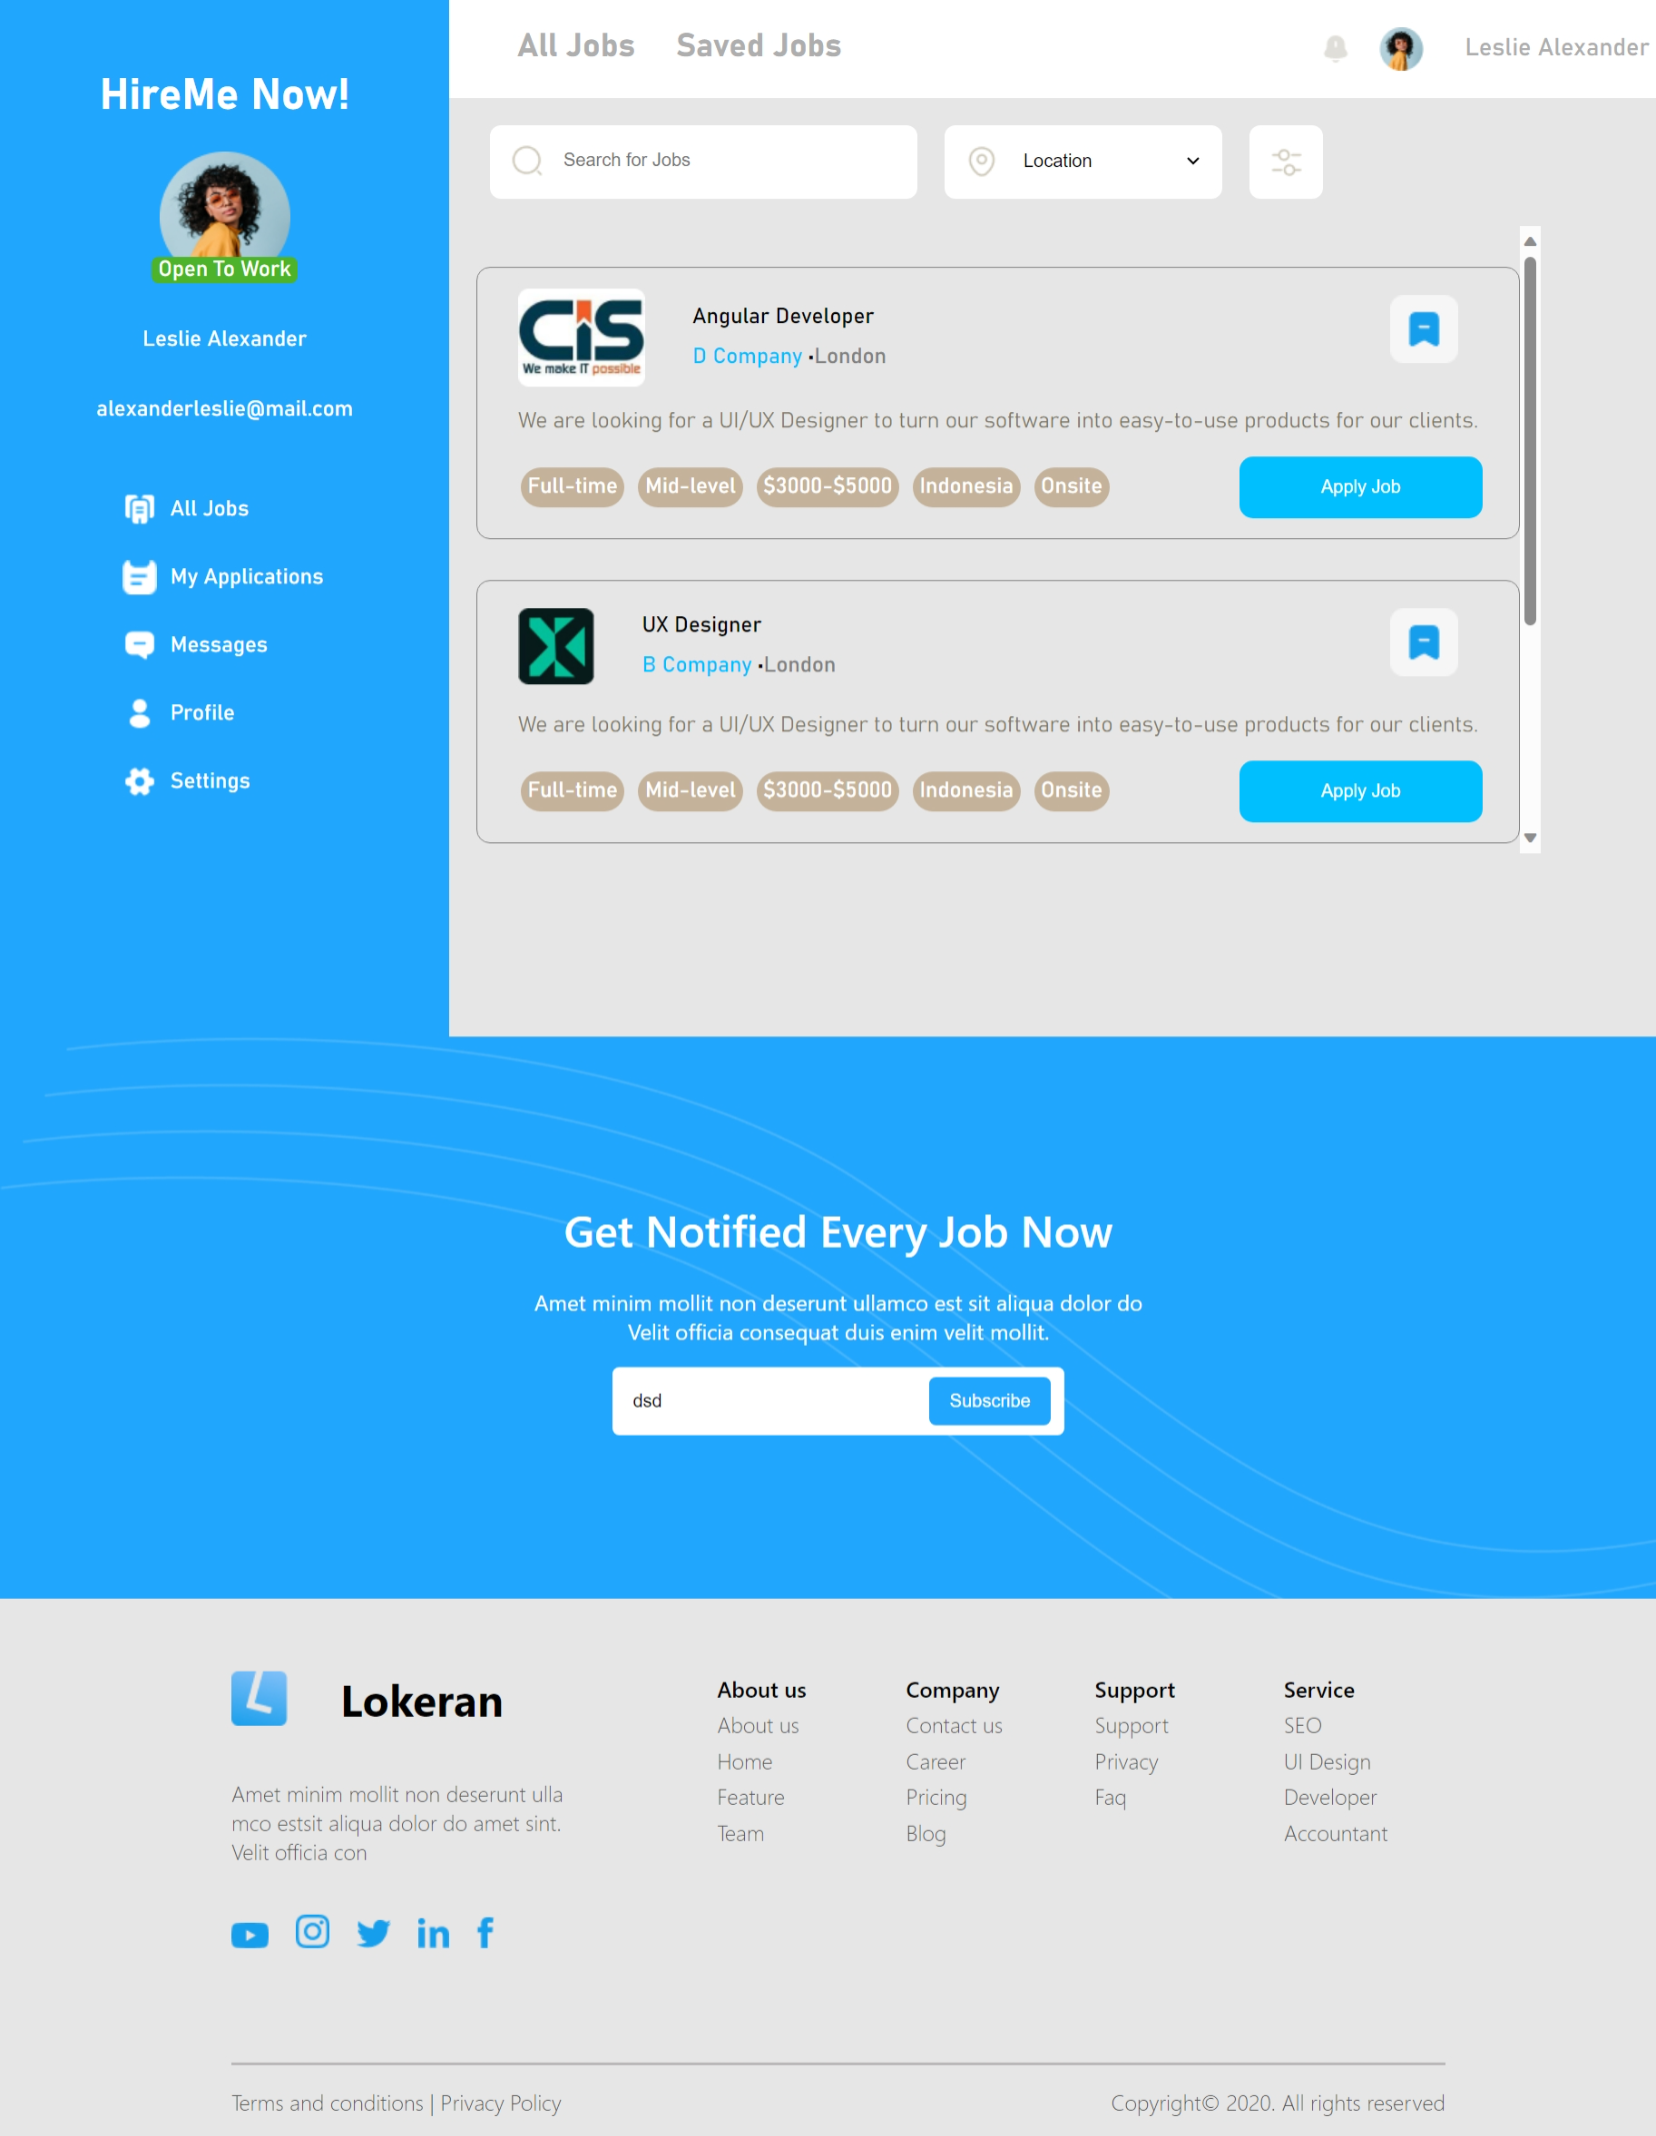 HireMe Now!
Open To Work
Leslie Alexander
alexanderleslie@mail.com
All Jobs
My Applications
Messages
Profile
Settings
All Jobs Saved Jobs
Leslie Alexander
Search for Jobs
Location
CIS
We make IT possible
Angular Developer
D Company •London
We are looking for a UI/UX Designer to turn our software into easy-to-use products for our clients.
Full-time Mid-level $3000-$5000 Indonesia Onsite
Apply Job
UX Designer
B Company •London
We are looking for a UI/UX Designer to turn our software into easy-to-use products for our clients.
Full-time Mid-level $3000-$5000 Indonesia Onsite
Apply Job
Get Notified Every Job Now
Amet minim mollit non deserunt ullamco est sit aliqua dolor do
Velit officia consequat duis enim velit mollit.
dsd
Subscribe
Lokeran
Amet minim mollit non deserunt ulla
mco estsit aliqua dolor do amet sint.
Velit officia con
About us
About us
Home
Feature
Team
Company
Contact us
Career
Pricing
Blog
Support
Support
Privacy
Faq
Service
SEO
UI Design
Developer
Accountant
Terms and conditions | Privacy Policy
Copyright© 2020. All rights reserved